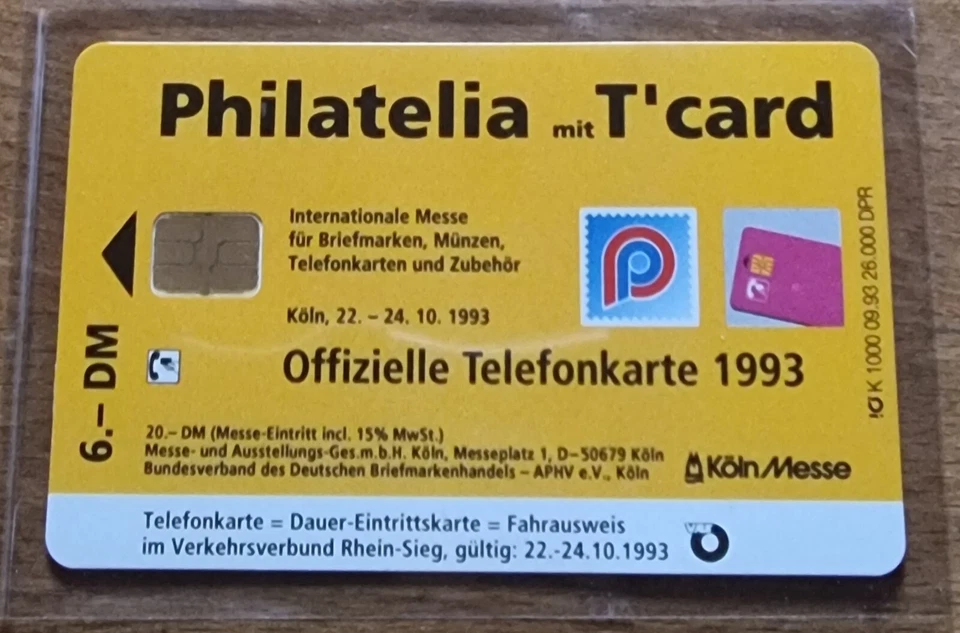 Philatelia mit T'card
Internationale Messe
für Briefmarken, Münzen,
Telefonkarten und Zubehör
Köln, 22. – 24. 10. 1993
Offizielle Telefonkarte 1993
6.– DM
K 1000 09.93 26.000 DPR
20.– DM (Messe-Eintritt incl. 15% MwSt.)
Messe- und Ausstellungs-Ges.m.b.H. Köln, Messeplatz 1, D–50679 Köln
Bundesverband des Deutschen Briefmarkenhandels – APHV e.V., Köln
KölnMesse
Telefonkarte = Dauer-Eintrittskarte = Fahrausweis
im Verkehrsverbund Rhein-Sieg, gültig: 22.-24.10.1993